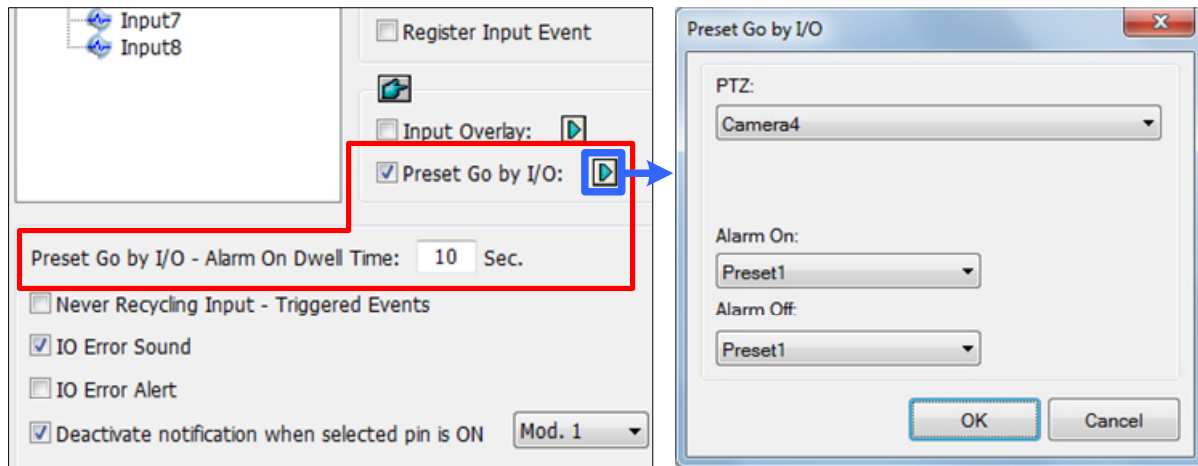 Input7
Input8
Register Input Event
Input Overlay:
Preset Go by I/O:
Preset Go by I/O - Alarm On Dwell Time: 10 Sec.
Never Recycling Input - Triggered Events
IO Error Sound
IO Error Alert
Deactivate notification when selected pin is ON Mod. 1
Preset Go by I/O
PTZ:
Camera4
Alarm On:
Preset1
Alarm Off:
Preset1
OK Cancel